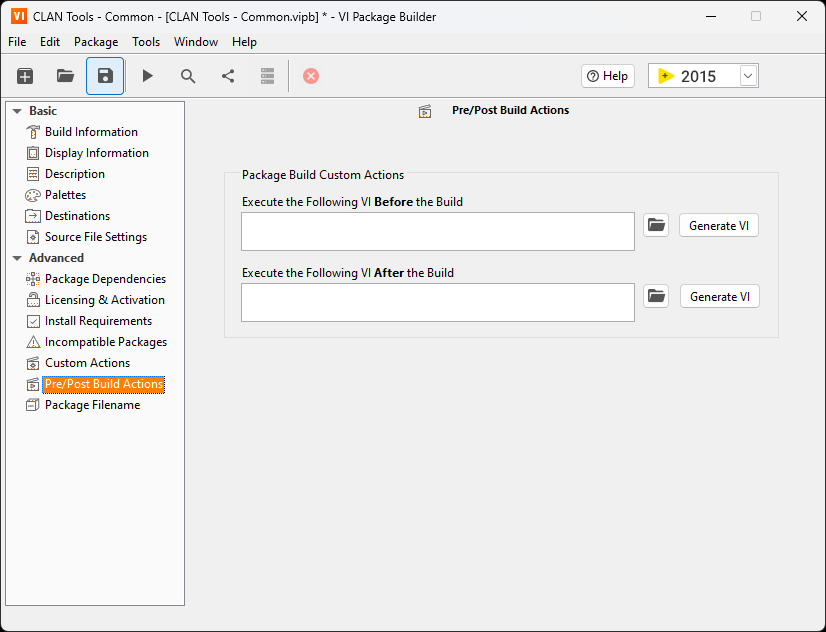 VI CLAN Tools - Common - [CLAN Tools - Common.vipb] * - VI Package Builder
File Edit Package Tools Window Help
Help 2015
Basic
Build Information
Display Information
Description
Palettes
Destinations
Source File Settings
Advanced
Package Dependencies
Licensing & Activation
Install Requirements
Incompatible Packages
Custom Actions
Pre/Post Build Actions
Package Filename
Pre/Post Build Actions
Package Build Custom Actions
Execute the Following VI Before the Build
Generate VI
Execute the Following VI After the Build
Generate VI